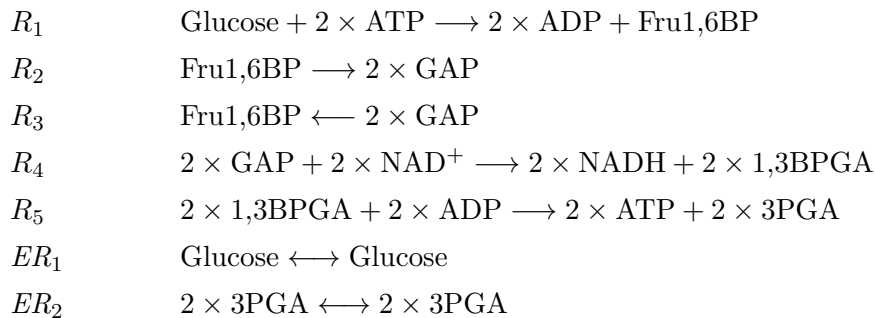 R₁ Glucose + 2 × ATP ⟶ 2 × ADP + Fru1,6BP
R₂ Fru1,6BP ⟶ 2 × GAP
R₃ Fru1,6BP ⟵ 2 × GAP
R₄ 2 × GAP + 2 × NAD⁺ ⟶ 2 × NADH + 2 × 1,3BPGA
R₅ 2 × 1,3BPGA + 2 × ADP ⟶ 2 × ATP + 2 × 3PGA
ER₁ Glucose ⟷ Glucose
ER₂ 2 × 3PGA ⟷ 2 × 3PGA